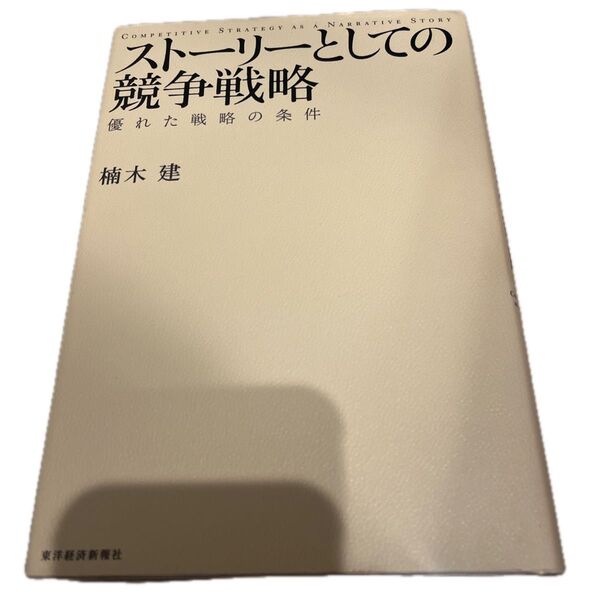 COMPETITIVE STRATEGY AS A NARRATIVE STORY
ストーリーとしての
競争戦略
優れた戦略の条件
楠木 建
東洋経済新報社